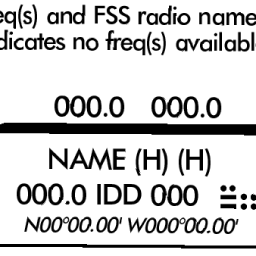 eq(s) and FSS radio name
dicates no freq(s) availabl
000.0 000.0
NAME (H) (H)
000.0 IDD 000
N00°00.00' W000°00.00'